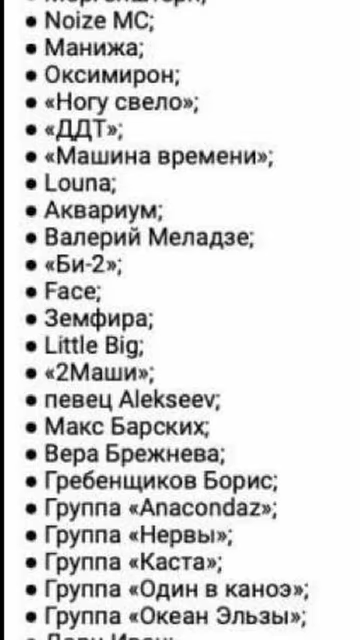 • Noize MC;
• Манижа;
• Оксимирон;
• «Ногу свело»;
• «ДДТ»;
• «Машина времени»;
• Louna;
• Аквариум;
• Валерий Меладзе;
• «Би-2»;
• Face;
• Земфира;
• Little Big;
• «2Маши»;
• певец Alekseev;
• Макс Барских;
• Вера Брежнева;
• Гребенщиков Борис;
• Группа «Anacondaz»;
• Группа «Нервы»;
• Группа «Каста»;
• Группа «Один в каноэ»;
• Группа «Океан Эльзы»;